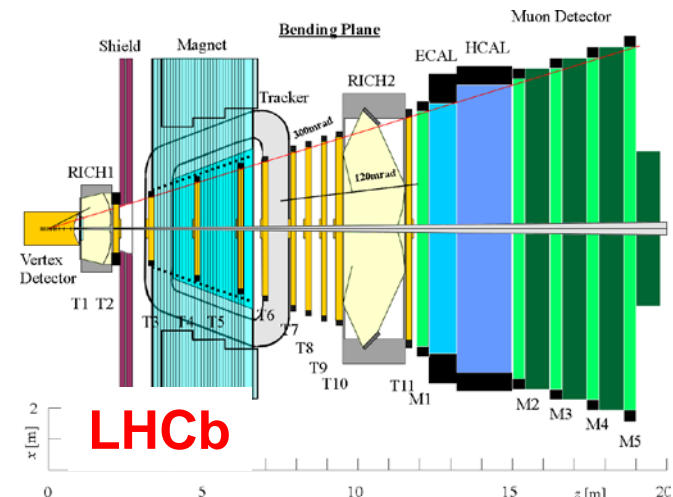 Muon Detector
Bending Plane
Shield Magnet
ECAL HCAL
RICH2
Tracker
300mrad
RICH1
120mrad
Vertex
Detector
T1 T2
T3 T4 T5 T6
T7
T8
T9
T10
T11
M1
M2
M3
M4
M5
2
x [m]
0
LHCb
0 5 10 15 z [m] 20